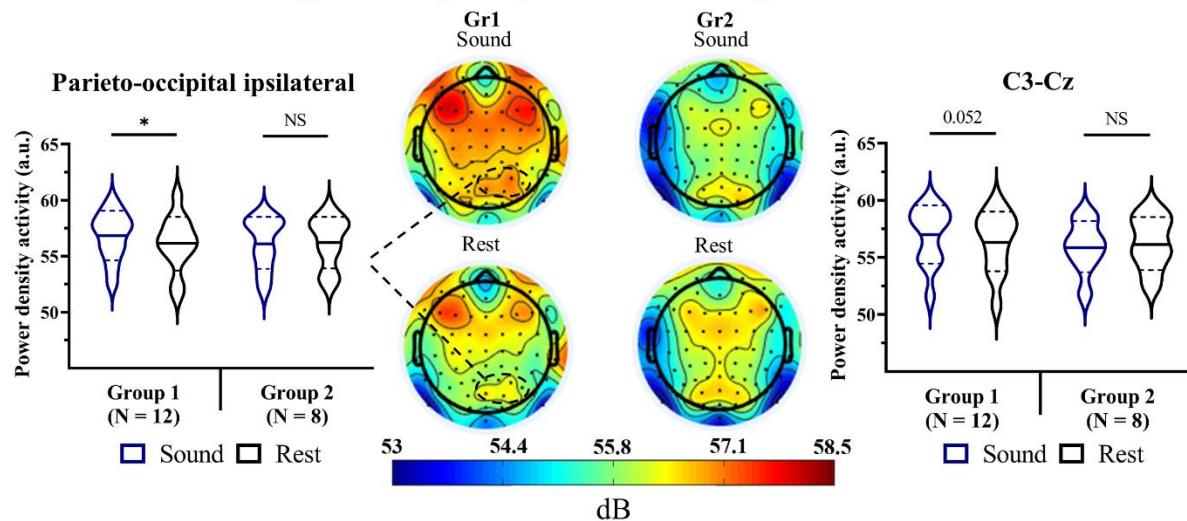 Gr1
Sound
Gr2
Sound
Parieto-occipital ipsilateral
Power density activity (a.u.)
65
60
55
50
*
NS
Group 1
(N = 12)
Group 2
(N = 8)
Sound
Rest
Rest
Rest
53
54.4
55.8
57.1
58.5
dB
C3-Cz
Power density activity (a.u.)
65
60
55
50
0.052
NS
Group 1
(N = 12)
Group 2
(N = 8)
Sound
Rest